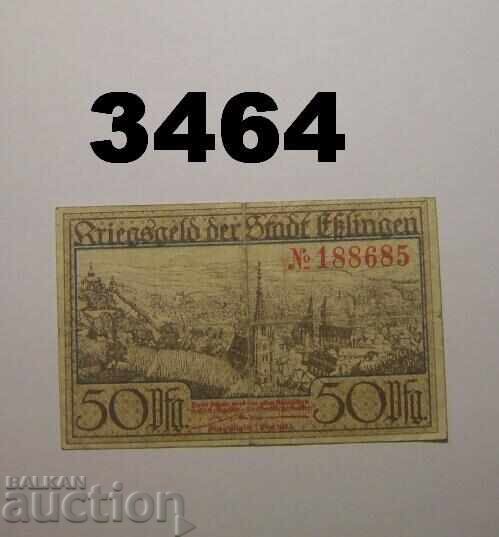 3464
Kriegsgeld der Stadt Eßlingen
№ 188685
50 Pfg. 50 Pfg.
BALKAN
auction